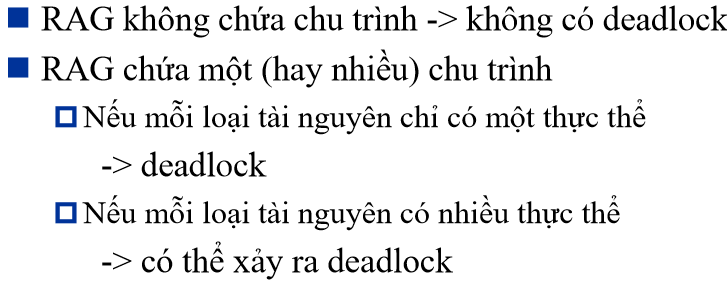 RAG không chứa chu trình -> không có deadlock
RAG chứa một (hay nhiều) chu trình
Nếu mỗi loại tài nguyên chỉ có một thực thể
-> deadlock
Nếu mỗi loại tài nguyên có nhiều thực thể
-> có thể xảy ra deadlock